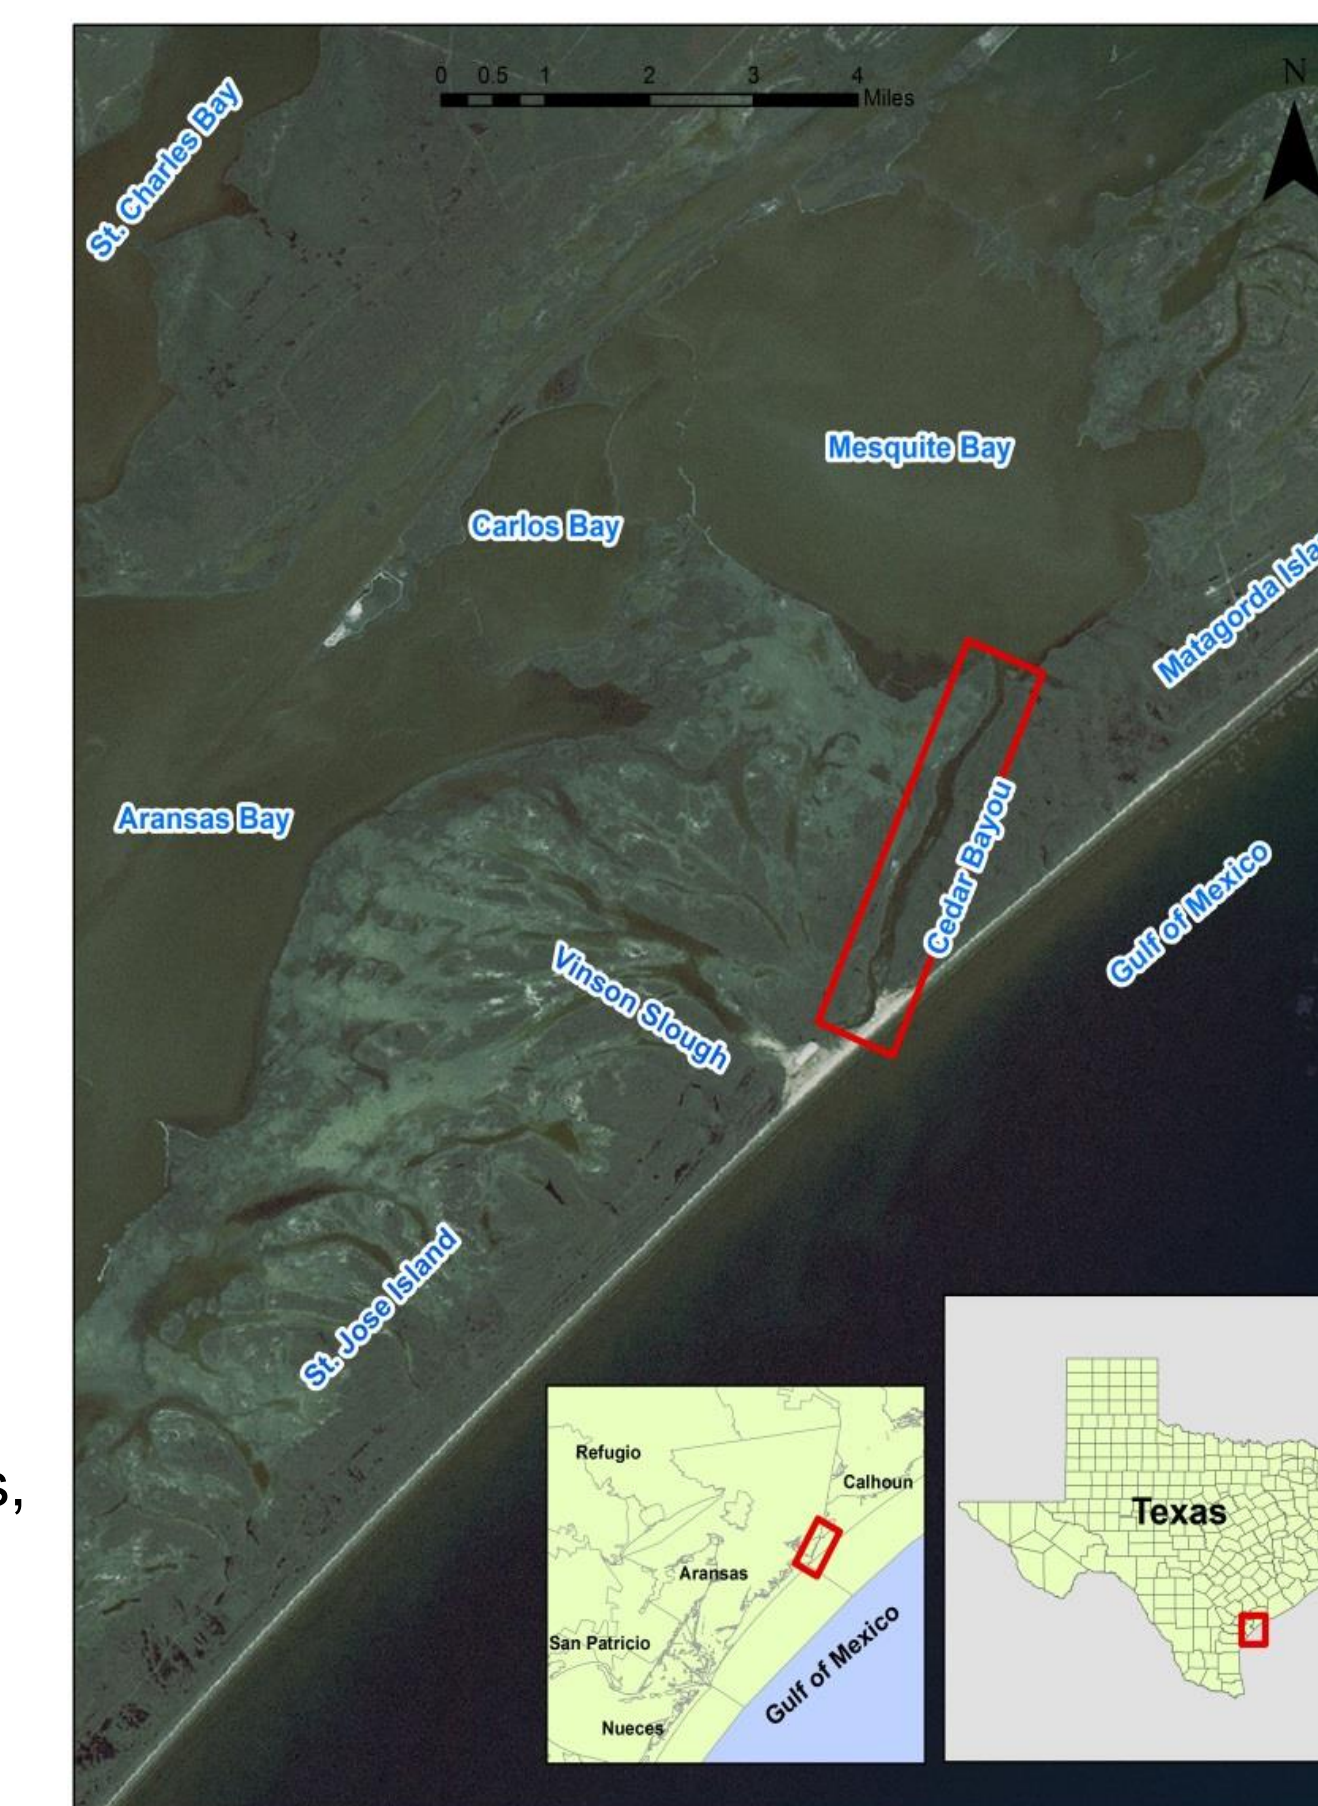 0 0.5 1 2 3 4
Miles
N
St. Charles Bay
Mesquite Bay
Carlos Bay
Matagorda Isla
Aransas Bay
Cedar Bayou
Gulf of Mexico
Vinson Slough
St. Jose Island
s,
Refugio
Calhoun
Aransas
San Patricio
Gulf of Mexico
Nueces
Texas